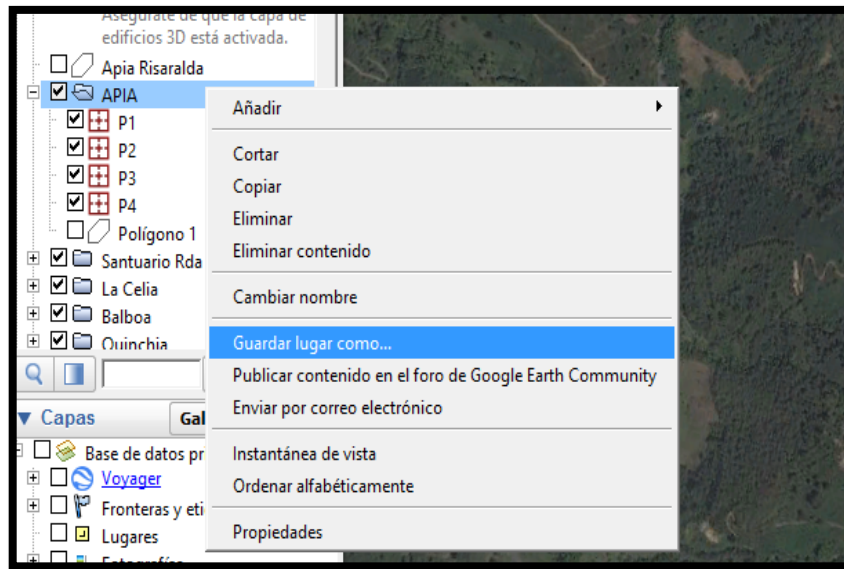 Asegúrate de que la capa de
edificios 3D está activada.
Apia Risaralda
APIA
P1
P2
P3
P4
Polígono 1
Santuario Rda
La Celia
Balboa
Quinchia
Capas
Gal
Base de datos pr
Voyager
Fronteras y eti
Lugares
Fotografías
Añadir
Cortar
Copiar
Eliminar
Eliminar contenido
Cambiar nombre
Guardar lugar como...
Publicar contenido en el foro de Google Earth Community
Enviar por correo electrónico
Instantánea de vista
Ordenar alfabéticamente
Propiedades